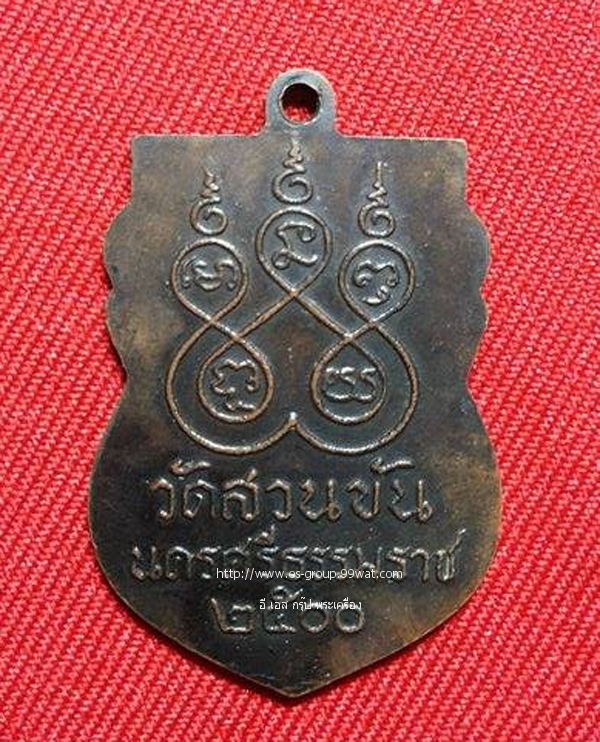 วัดสวนขัน
นครศรีธรรมราช
http://www.es-group.99wat.com
อี.เอส กรุ๊ป พระเครื่อง
๒๕๐๐